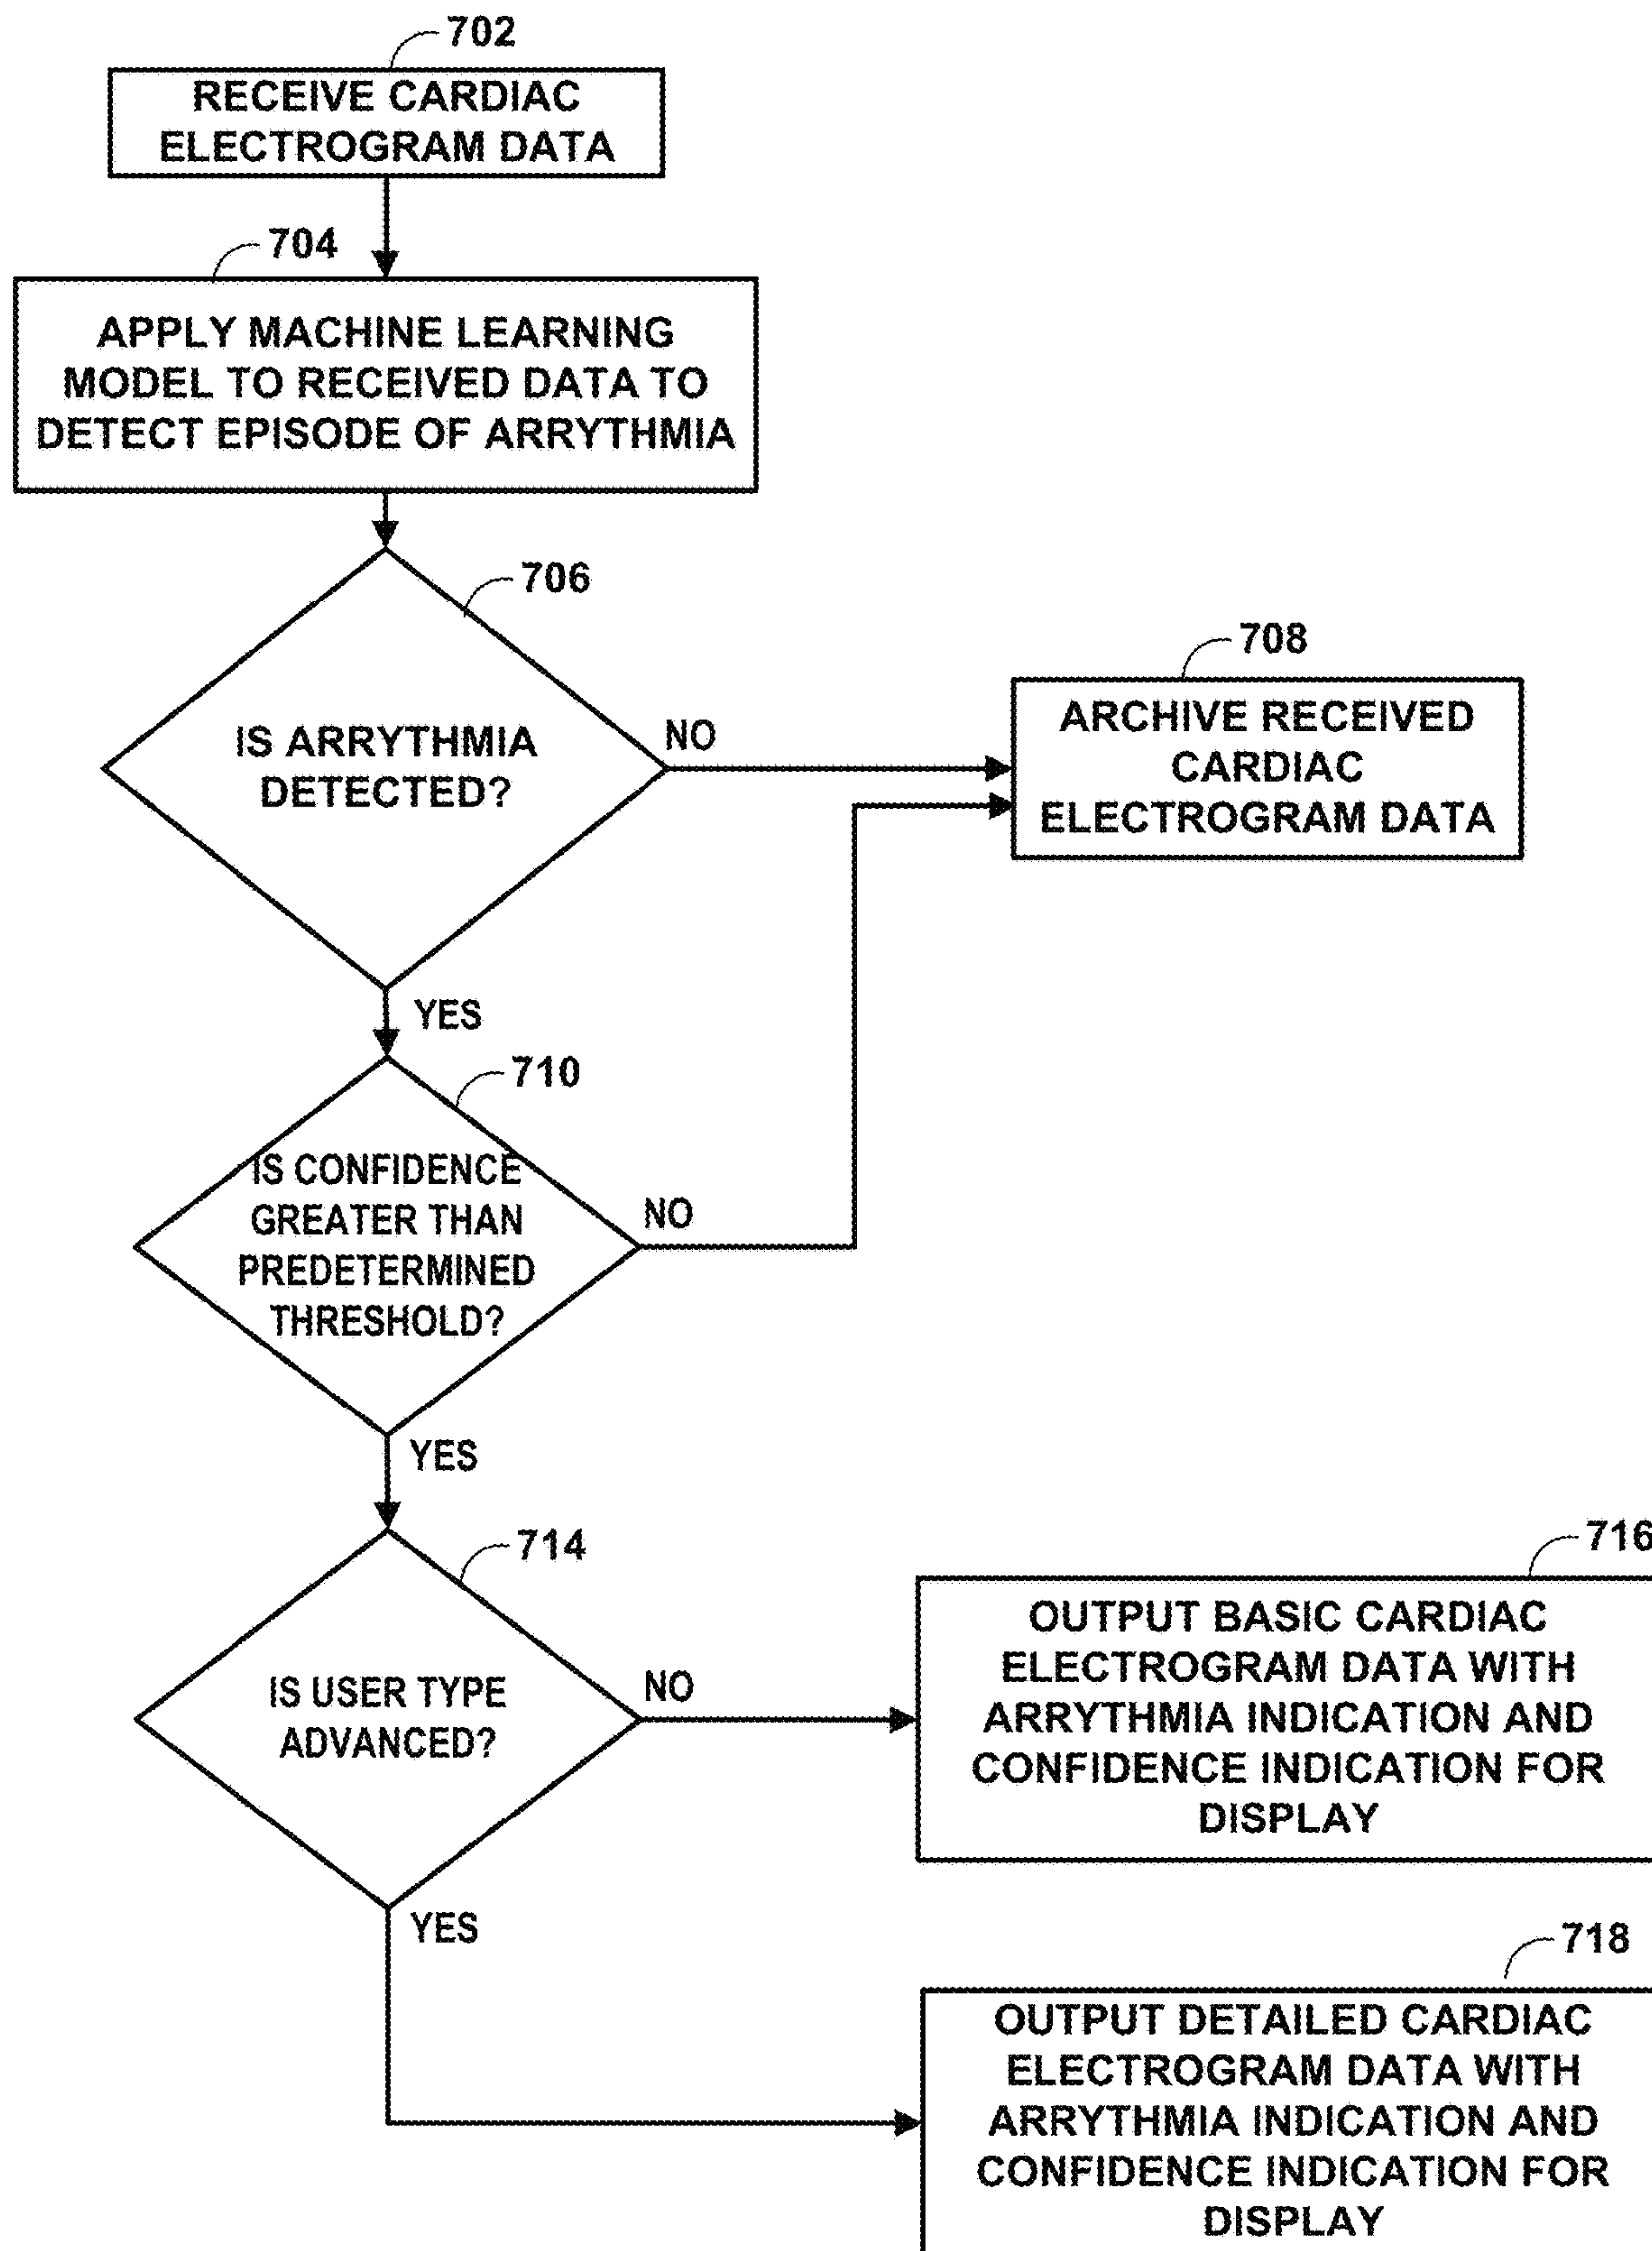 702
RECEIVE CARDIAC
ELECTROGRAM DATA
704
APPLY MACHINE LEARNING
MODEL TO RECEIVED DATA TO
DETECT EPISODE OF ARRYTHMIA
706
IS ARRYTHMIA
DETECTED?
NO
708
ARCHIVE RECEIVED
CARDIAC
ELECTROGRAM DATA
YES
710
IS CONFIDENCE
GREATER THAN
PREDETERMINED
THRESHOLD?
NO
YES
714
IS USER TYPE
ADVANCED?
NO
716
OUTPUT BASIC CARDIAC
ELECTROGRAM DATA WITH
ARRYTHMIA INDICATION AND
CONFIDENCE INDICATION FOR
DISPLAY
YES
718
OUTPUT DETAILED CARDIAC
ELECTROGRAM DATA WITH
ARRYTHMIA INDICATION AND
CONFIDENCE INDICATION FOR
DISPLAY